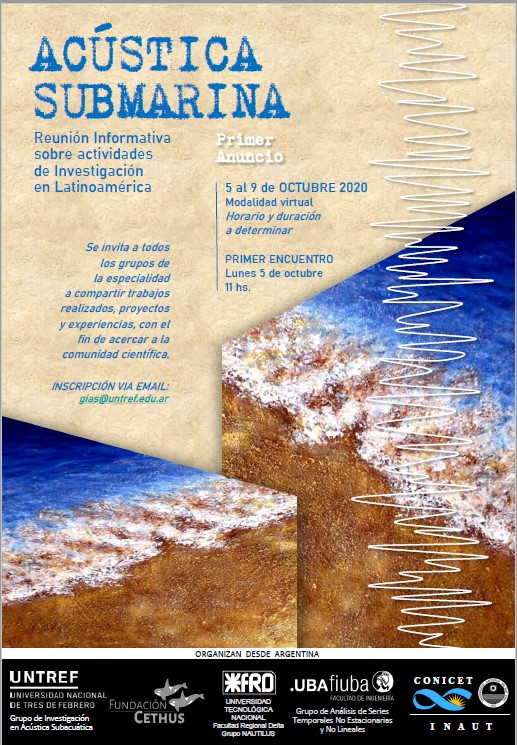 ACÚSTICA
SUBMARINA
Reunión Informativa
sobre actividades
de Investigación
en Latinoamérica
Primer
Anuncio
5 al 9 de OCTUBRE 2020
Modalidad virtual
Horario y duración
a determinar
PRIMER ENCUENTRO
Lunes 5 de octubre
11 hs.
Se invita a todos
los grupos de
la especialidad
a compartir trabajos
realizados, proyectos
y experiencias, con el
fin de acercar a la
comunidad científica.
INSCRIPCIÓN VIA EMAIL:
gias@untref.edu.ar
ORGANIZAN DESDE ARGENTINA
UNTREF
UNIVERSIDAD NACIONAL
DE TRES DE FEBRERO
Grupo de Investigación
en Acústica Subacuática
FUNDACIÓN
CETHUS
FRD
UNIVERSIDAD
TECNOLÓGICA
NACIONAL
Facultad Regional Delta
Grupo NAUTILUS
.UBAfiuba
FACULTAD DE INGENIERÍA
Grupo de Análisis de Series
Temporales No Estacionarias
y No Lineales
CONICET
INAUT